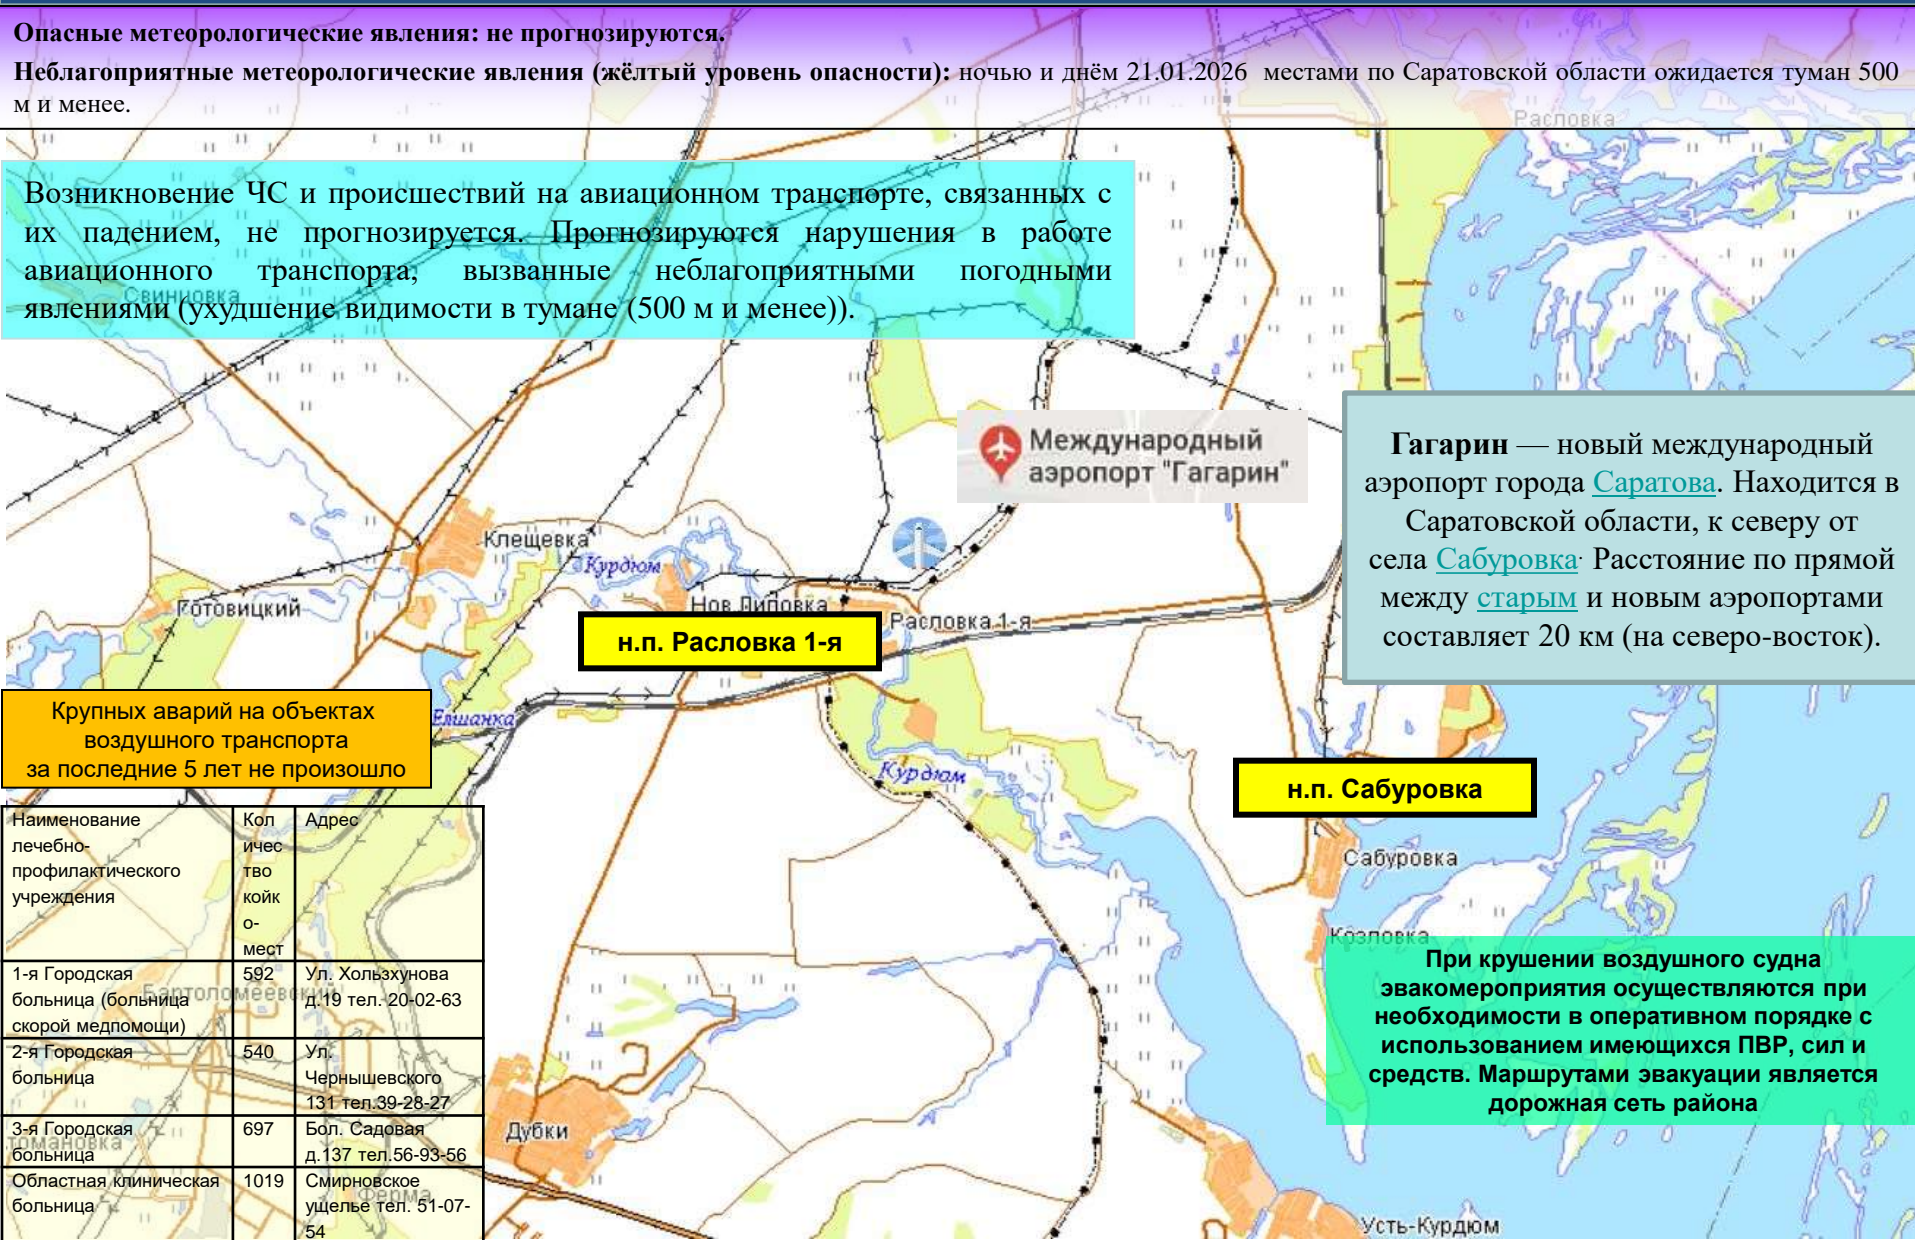 Опасные метеорологические явления: не прогнозируются.
Неблагоприятные метеорологические явления (жёлтый уровень опасности): ночью и днём 21.01.2026 местами по Саратовской области ожидается туман 500
м и менее.
Расловка
Возникновение ЧС и происшествий на авиационном транспорте, связанных с
их падением, не прогнозируется. Прогнозируются нарушения в работе
авиационного транспорта, вызванные неблагоприятными погодными
явлениями (ухудшение видимости в тумане (500 м и менее)).
Свинцовка
Международный
аэропорт "Гагарин"
Гагарин — новый международный
аэропорт города Саратова. Находится в
Саратовской области, к северу от
села Сабуровка. Расстояние по прямой
между старым и новым аэропортами
составляет 20 км (на северо-восток).
Клещевка
Курдюм
Готовицкий
Нов.Липовка
Расловка 1-я
н.п. Расловка 1-я
Елшанка
Крупных аварий на объектах
воздушного транспорта
за последние 5 лет не произошло
Курдюм
н.п. Сабуровка
Сабуровка
Козловка
Наименование
лечебно-
профилактического
учреждения
Кол
ичес
тво
койк
о-
мест
Адрес
1-я Городская
больница (больница
скорой медпомощи)
592
Ул. Хользхунова
д.19 тел. 20-02-63
Бартоломеевский
2-я Городская
больница
540
Ул.
Чернышевского
131 тел.39-28-27
3-я Городская
больница
697
Бол. Садовая
д.137 тел.56-93-56
томановка
Областная клиническая
больница
1019
Смирновское
ущелье тел. 51-07-
54
Ферма
Дубки
При крушении воздушного судна
эвакомероприятия осуществляются при
необходимости в оперативном порядке с
использованием имеющихся ПВР, сил и
средств. Маршрутами эвакуации является
дорожная сеть района
Усть-Курдюм